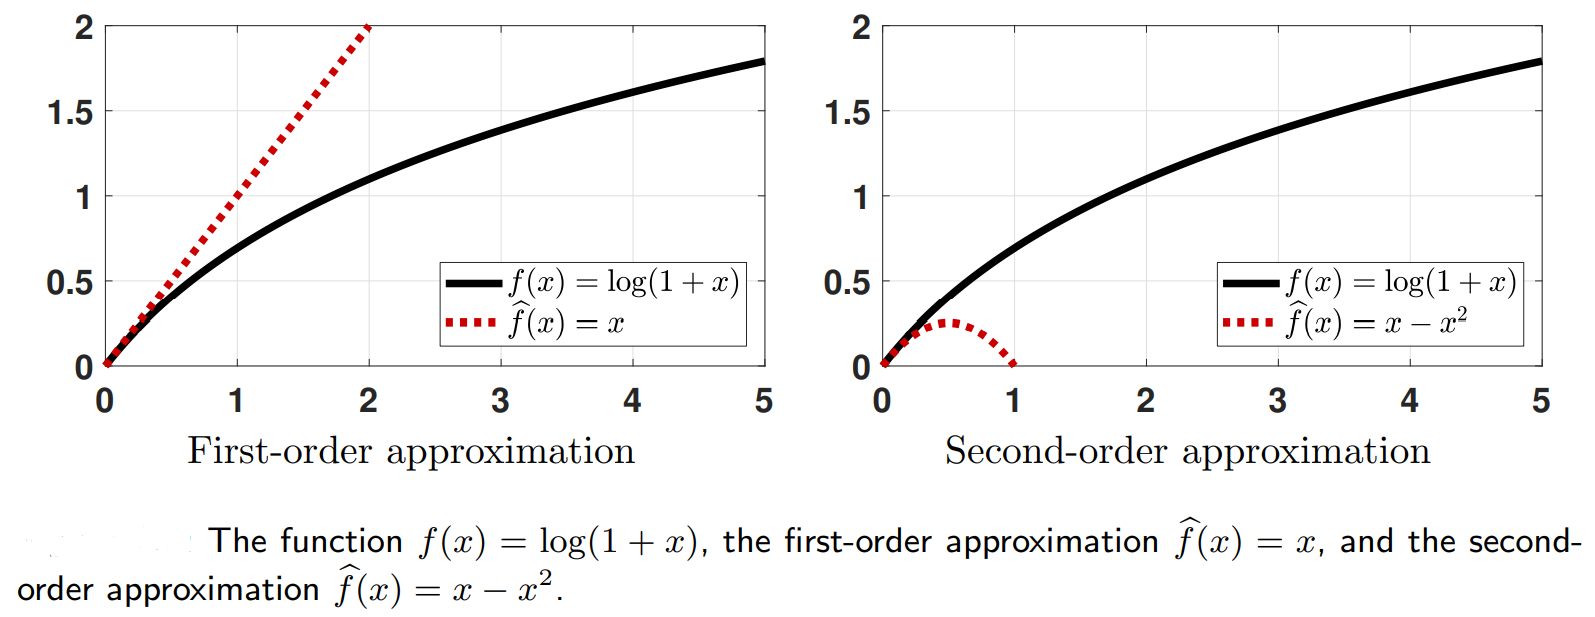 2 2
1.5 1.5
1 1
0.5 0.5
f(x) = log(1 + x) f(x) = log(1 + x)
f̂(x) = x f̂(x) = x − x²
0 0
0 1 2 3 4 5 0 1 2 3 4 5
First-order approximation Second-order approximation
The function f(x) = log(1 + x), the first-order approximation f̂(x) = x, and the second-
order approximation f̂(x) = x − x².